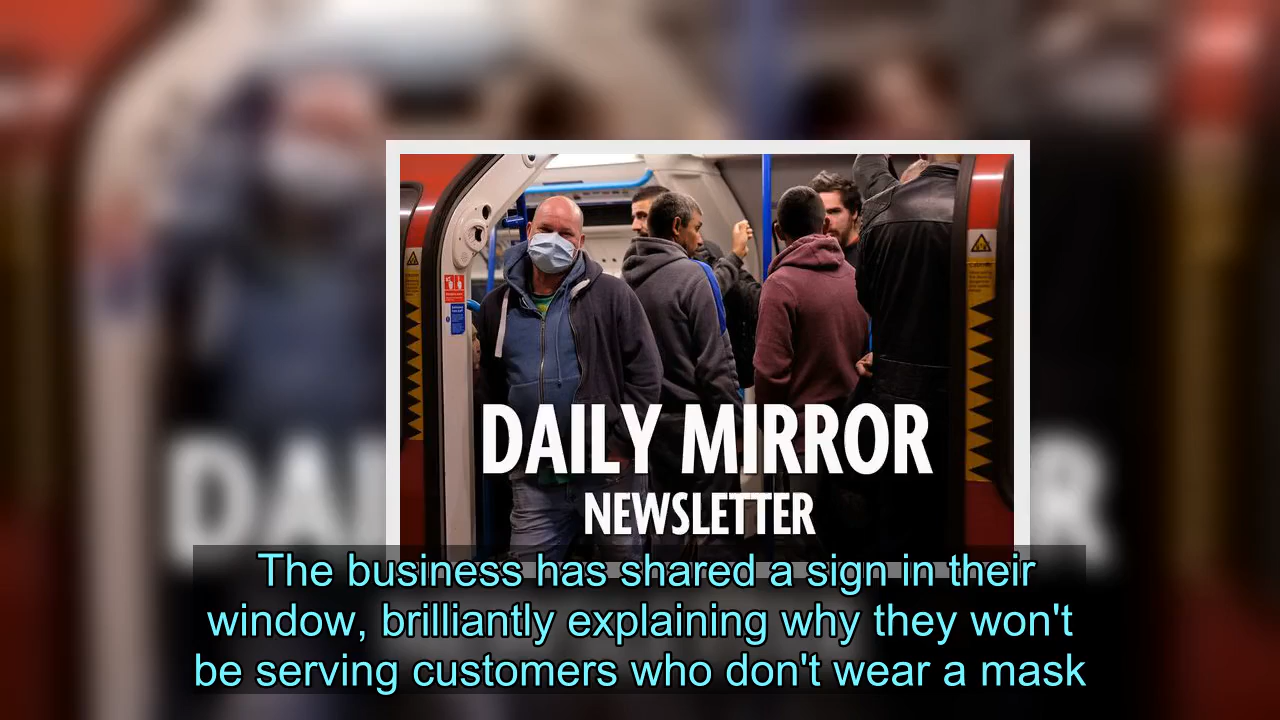 DAILY MIRROR
NEWSLETTER
The business has shared a sign in their
window, brilliantly explaining why they won't
be serving customers who don't wear a mask